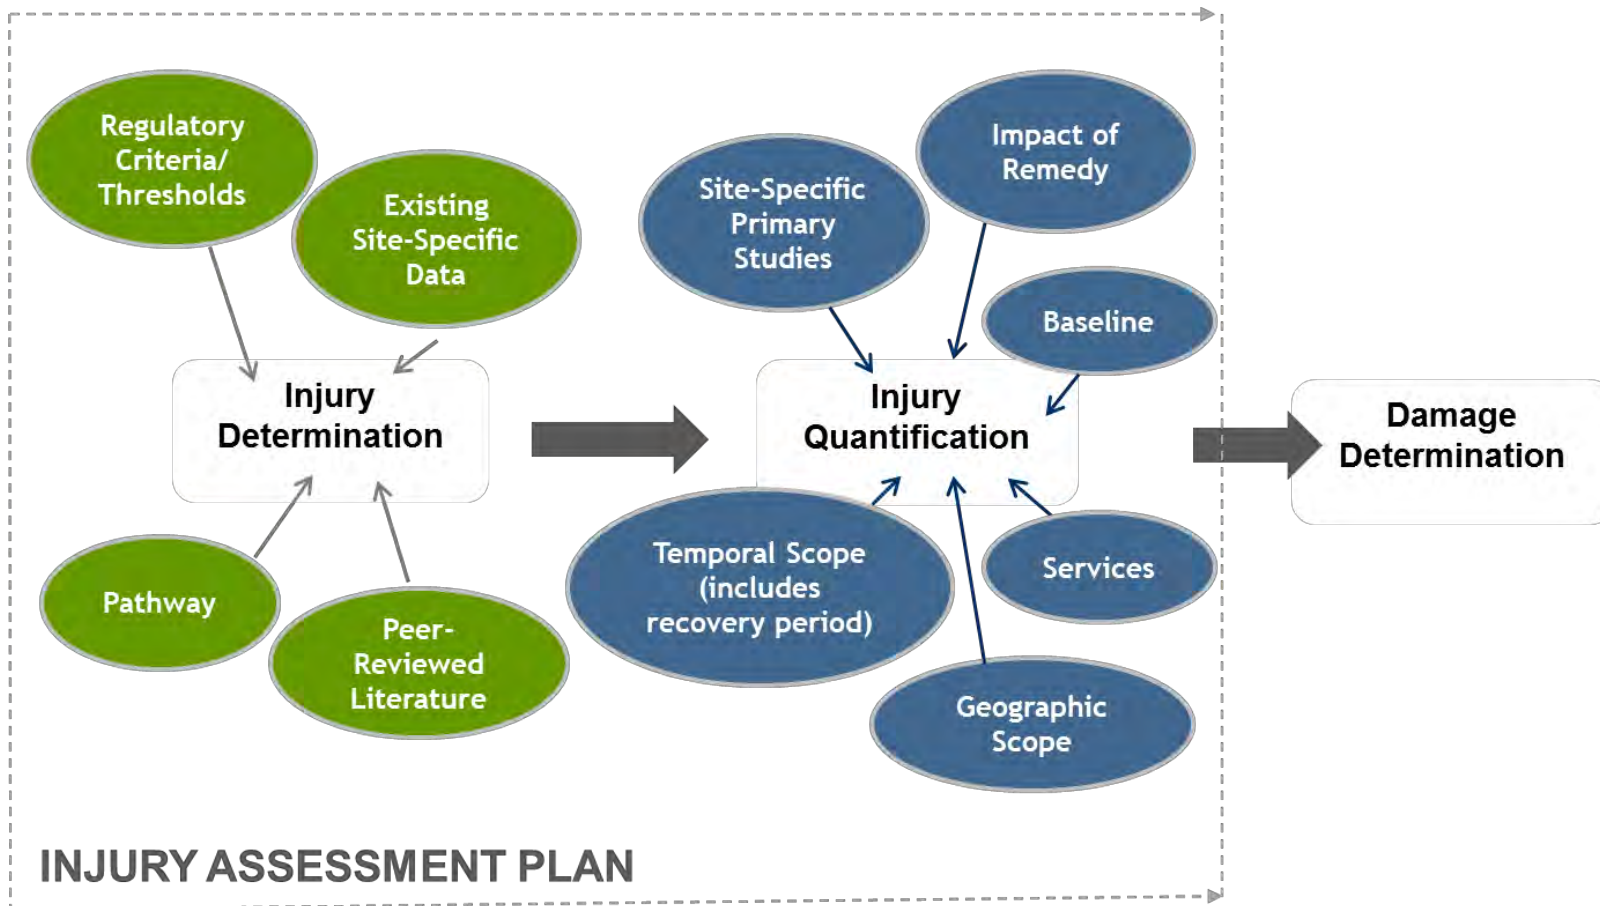 Regulatory
Criteria/
Thresholds
Existing
Site-Specific
Data
Injury
Determination
Pathway
Peer-
Reviewed
Literature
Site-Specific
Primary
Studies
Impact of
Remedy
Baseline
Injury
Quantification
Temporal Scope
(includes
recovery period)
Services
Geographic
Scope
Damage
Determination
INJURY ASSESSMENT PLAN